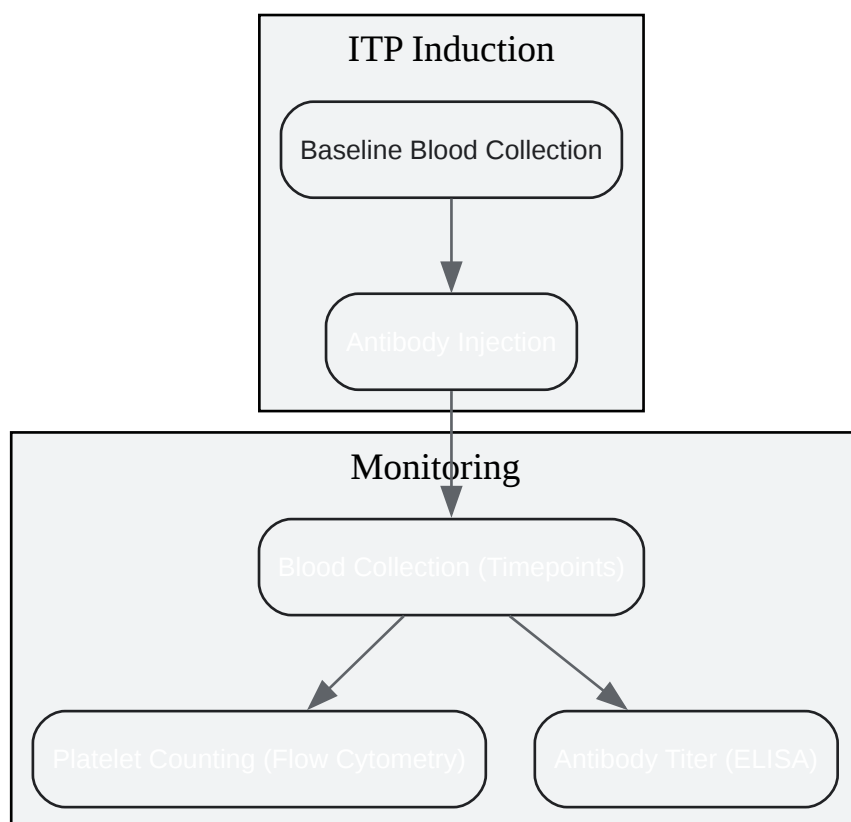 ITP Induction
Baseline Blood Collection
Antibody Injection
Monitoring
Blood Collection (Timepoints)
Platelet Counting (Flow Cytometry)
Antibody Titer (ELISA)